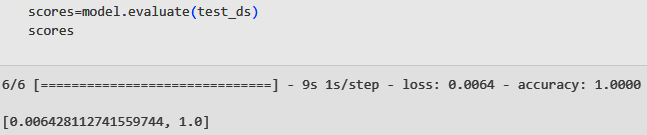 scores=model.evaluate(test_ds)
scores
6/6 [==============================] - 9s 1s/step - loss: 0.0064 - accuracy: 1.0000
[0.006428112741559744, 1.0]